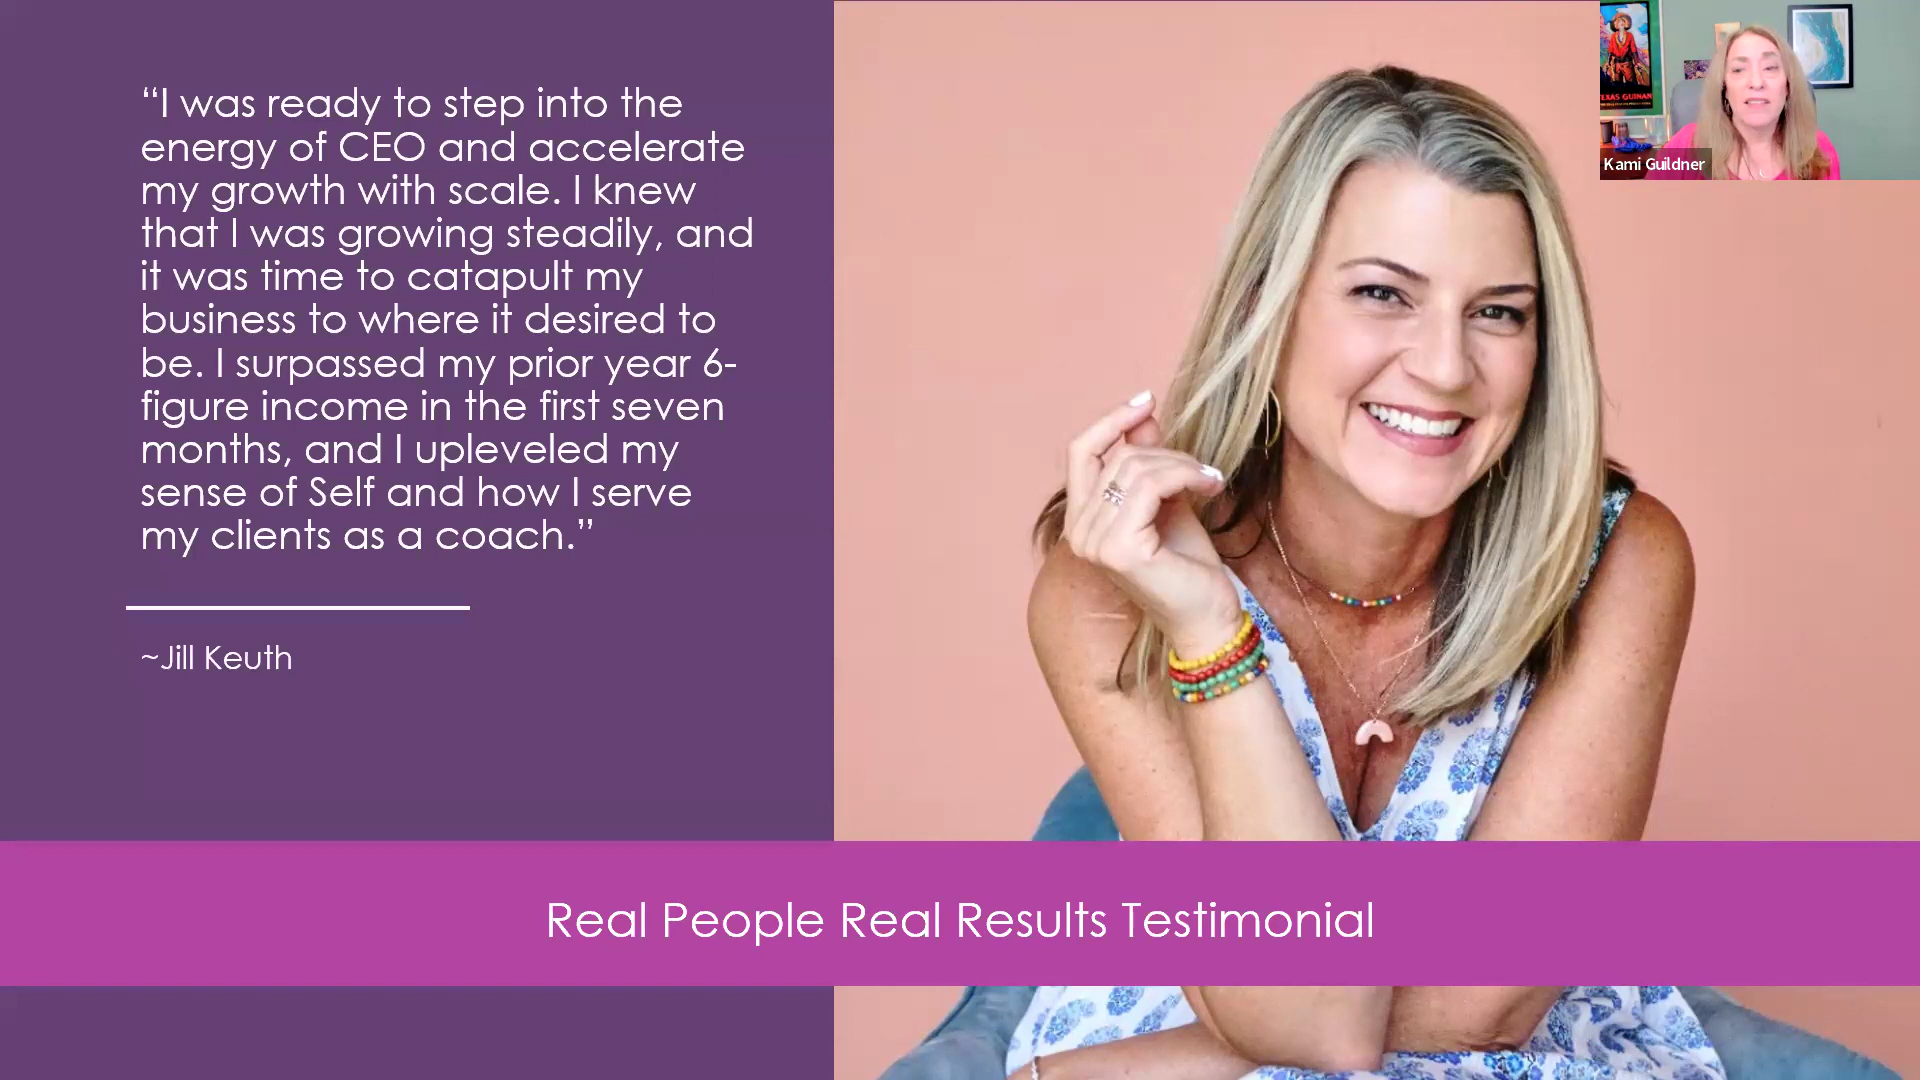 “I was ready to step into the
energy of CEO and accelerate
my growth with scale. I knew
that I was growing steadily, and
it was time to catapult my
business to where it desired to
be. I surpassed my prior year 6-
figure income in the first seven
months, and I upleveled my
sense of Self and how I serve
my clients as a coach.”
~Jill Keuth
TEXAS GUINAN
Kami Guildner
Real People Real Results Testimonial